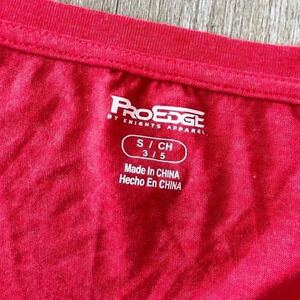 PROEDGE
BY KNIGHTS APPAREL
S / CH
3 / 5
Made In CHINA
Hecho En CHINA